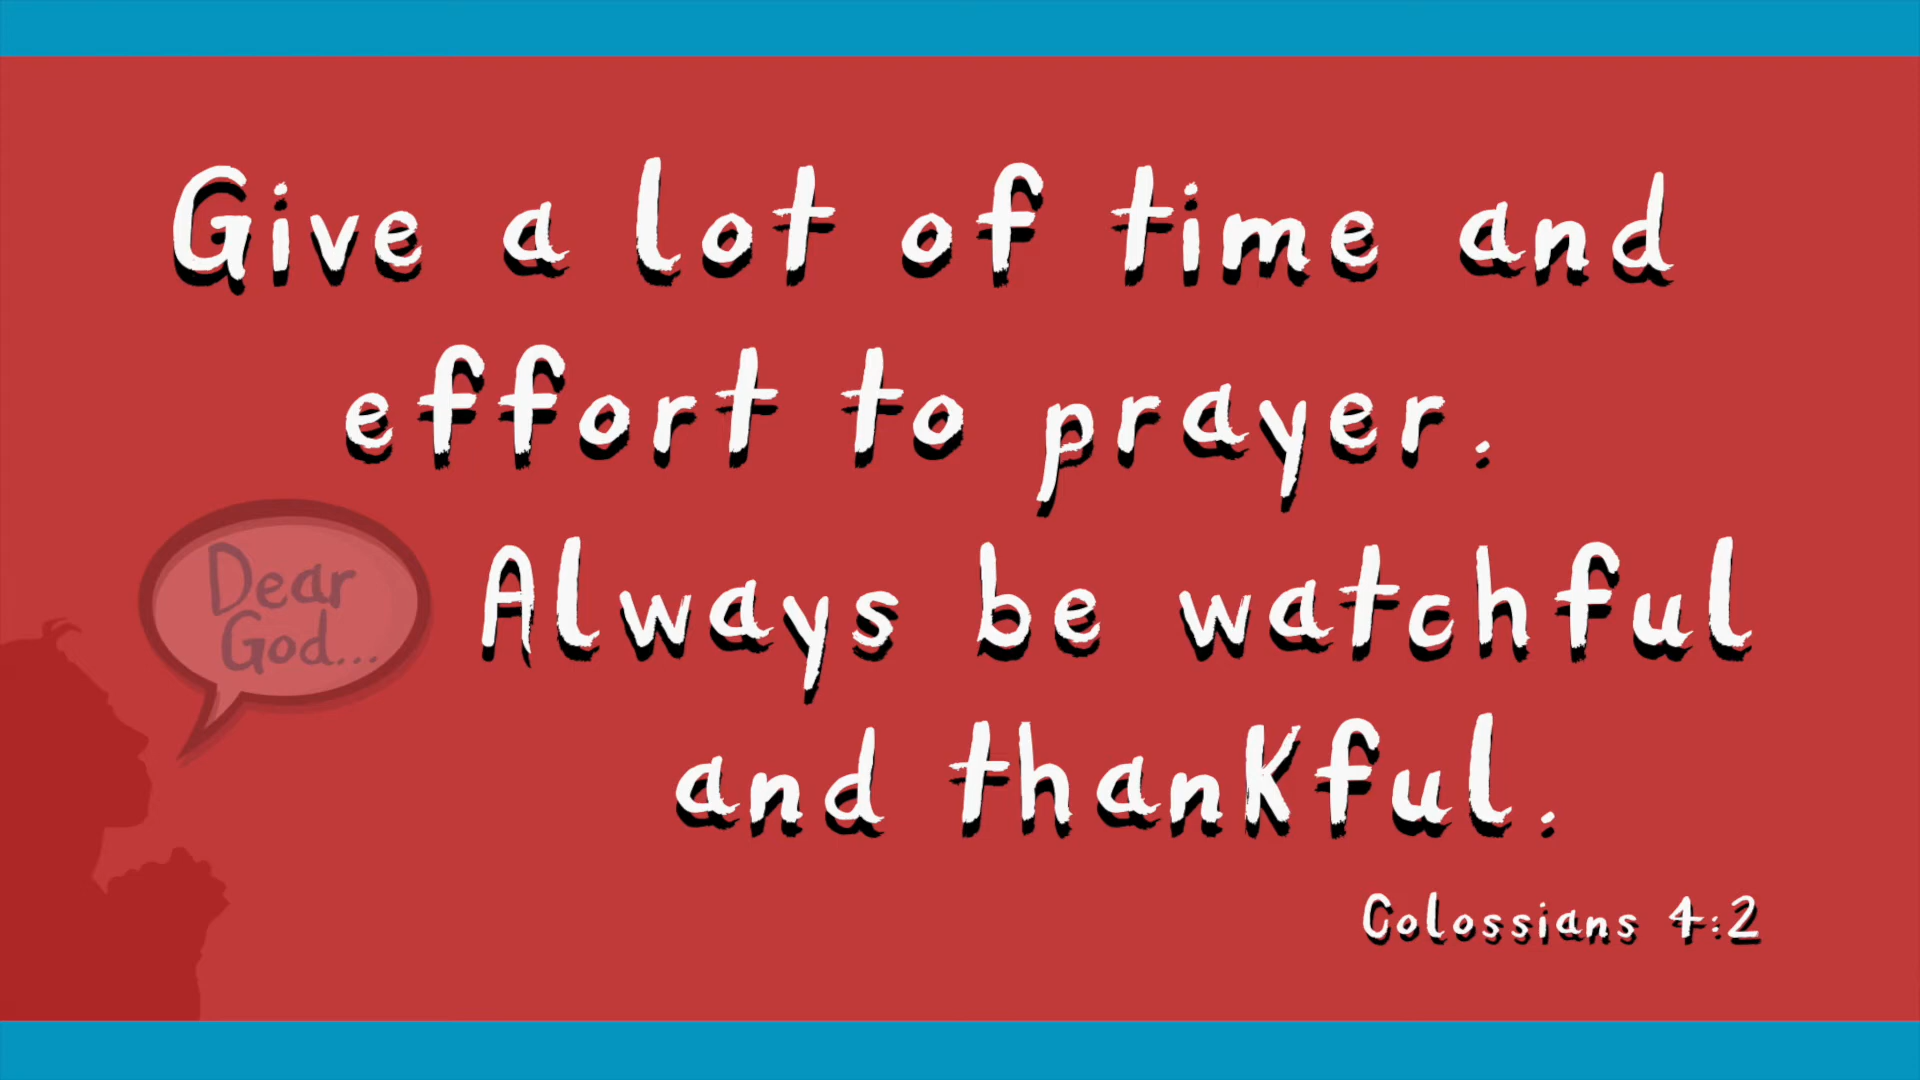 Give a lot of time and
effort to prayer.
Dear
God...
Always be watchful
and thankful.
Colossians 4:2